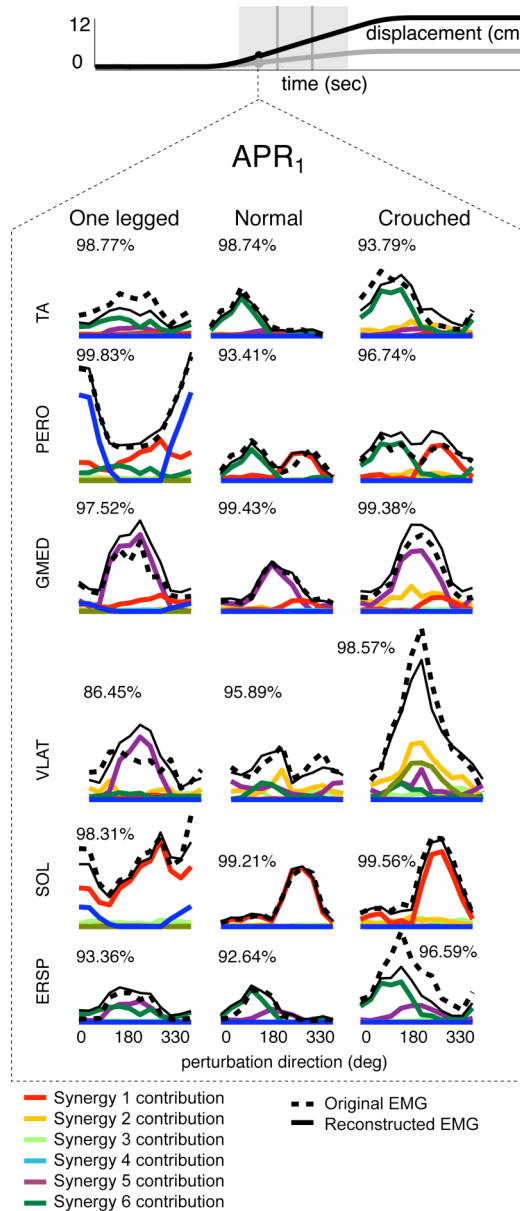 12
displacement (cm
0
time (sec)
APR1
One legged Normal Crouched
98.77% 98.74% 93.79%
TA
99.83% 93.41% 96.74%
PERO
97.52% 99.43% 99.38%
GMED
98.57%
86.45% 95.89%
VLAT
98.31% 99.21% 99.56%
SOL
93.36% 92.64% 96.59%
ERSP
0 180 330 0 180 330 0 180 330
perturbation direction (deg)
Synergy 1 contribution
Synergy 2 contribution
Synergy 3 contribution
Synergy 4 contribution
Synergy 5 contribution
Synergy 6 contribution
Original EMG
Reconstructed EMG